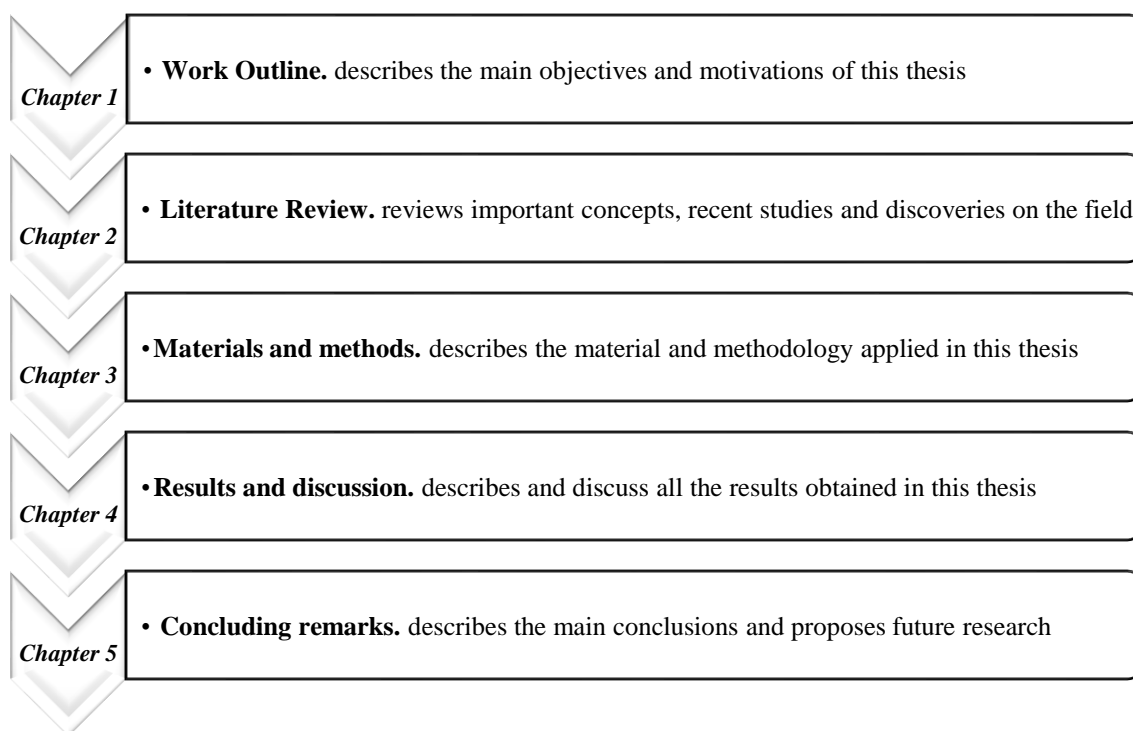 Chapter 1
• Work Outline. describes the main objectives and motivations of this thesis
Chapter 2
• Literature Review. reviews important concepts, recent studies and discoveries on the field
Chapter 3
• Materials and methods. describes the material and methodology applied in this thesis
Chapter 4
• Results and discussion. describes and discuss all the results obtained in this thesis
Chapter 5
• Concluding remarks. describes the main conclusions and proposes future research